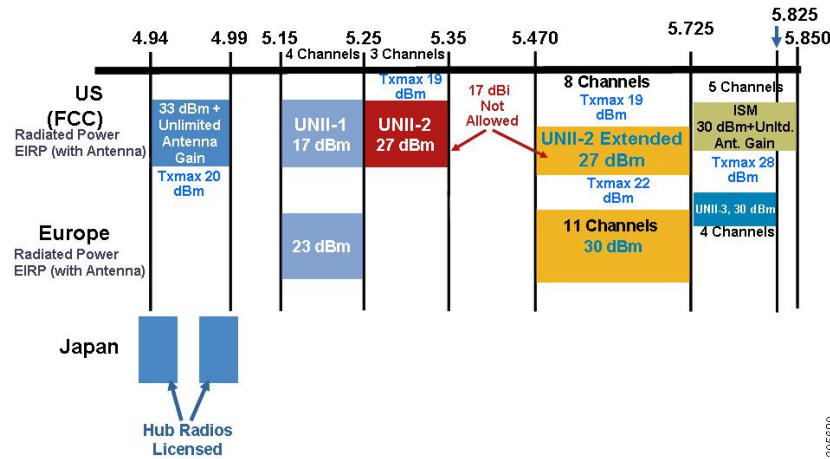 5.825
4.94 4.99 5.15 5.25 5.35 5.470 5.725 5.850
4 Channels 3 Channels
US
(FCC)
Radiated Power
EIRP (with Antenna)
33 dBm +
Unlimited
Antenna
Gain
Txmax 20
dBm
UNII-1
17 dBm
Txmax 19
dBm
UNII-2
27 dBm
17 dBi
Not
Allowed
8 Channels
Txmax 19
dBm
UNII-2 Extended
27 dBm
Txmax 22
dBm
5 Channels
ISM
30 dBm+Unltd.
Ant. Gain
Txmax 28
dBm
UNII-3, 30 dBm
4 Channels
Europe
Radiated Power
EIRP (with Antenna)
23 dBm
11 Channels
30 dBm
Japan
Hub Radios
Licensed